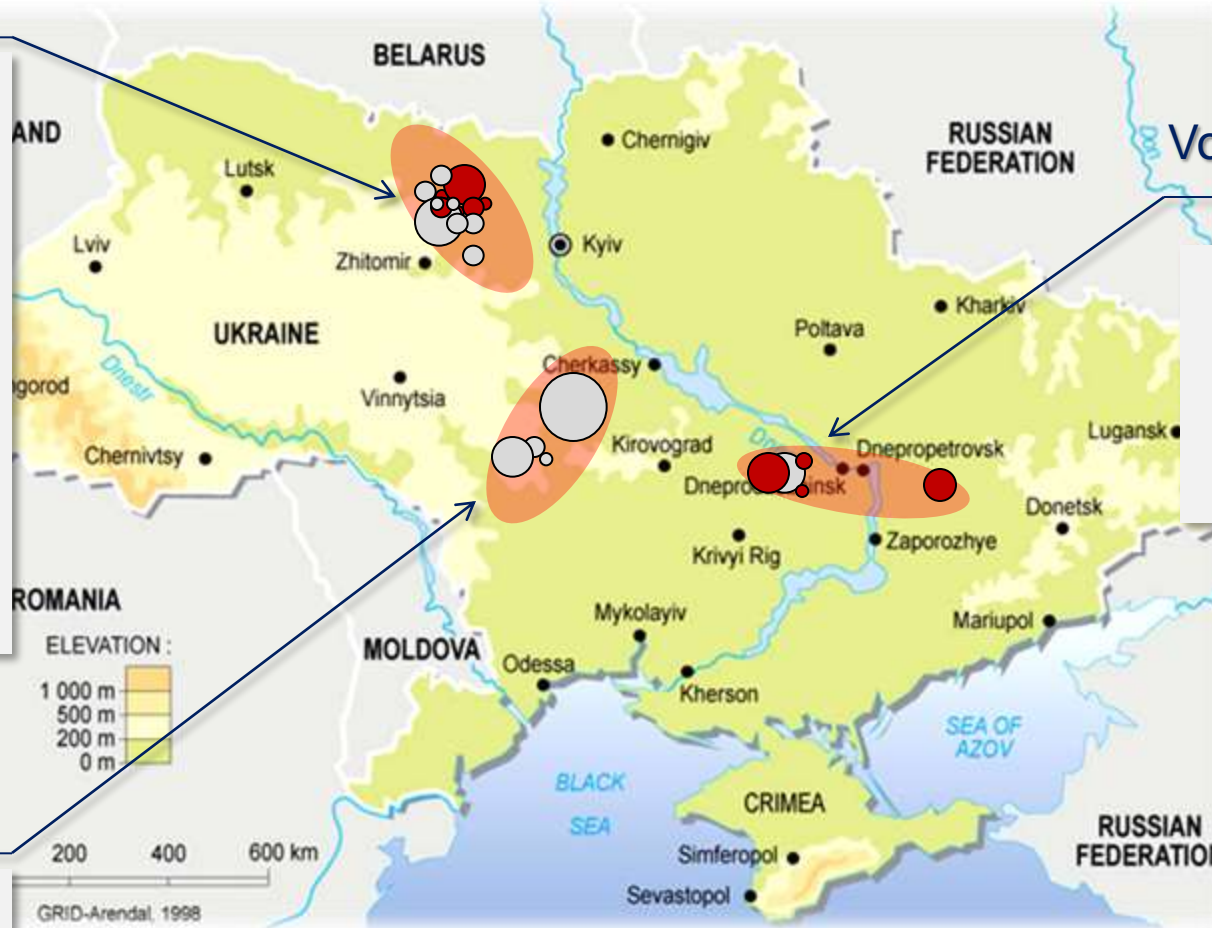 BELARUS
AND
Chernigiv
RUSSIAN
FEDERATION
Don
Vo
Lutsk
Lviv
Kyiv
Zhitomir
Kharkiv
UKRAINE
Poltava
Cherkassy
gorod
Dnestr
Vinnytsia
Chernivtsy
Kirovograd
Lugansk
Dnepropetrovsk
Donetsk
Zaporozhye
Krivyi Rig
ROMANIA
Mykolayiv
Mariupol
ELEVATION :
MOLDOVA
Odessa
1 000 m
Kherson
500 m
200 m
0 m
SEA OF
AZOV
BLACK
SEA
CRIMEA
RUSSIAN
FEDERATION
200 400 600 km
Simferopol
Sevastopol
GRID-Arendal, 1998